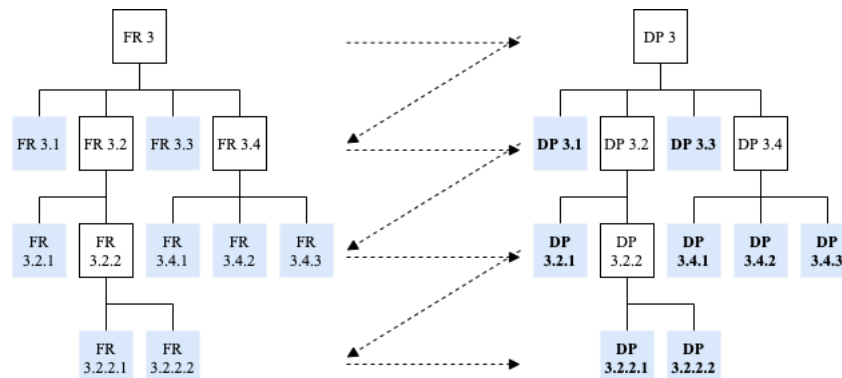 FR 3
DP 3
FR 3.1
FR 3.2
FR 3.3
FR 3.4
DP 3.1
DP 3.2
DP 3.3
DP 3.4
FR
3.2.1
FR
3.2.2
FR
3.4.1
FR
3.4.2
FR
3.4.3
DP
3.2.1
DP
3.2.2
DP
3.4.1
DP
3.4.2
DP
3.4.3
FR
3.2.2.1
FR
3.2.2.2
DP
3.2.2.1
DP
3.2.2.2